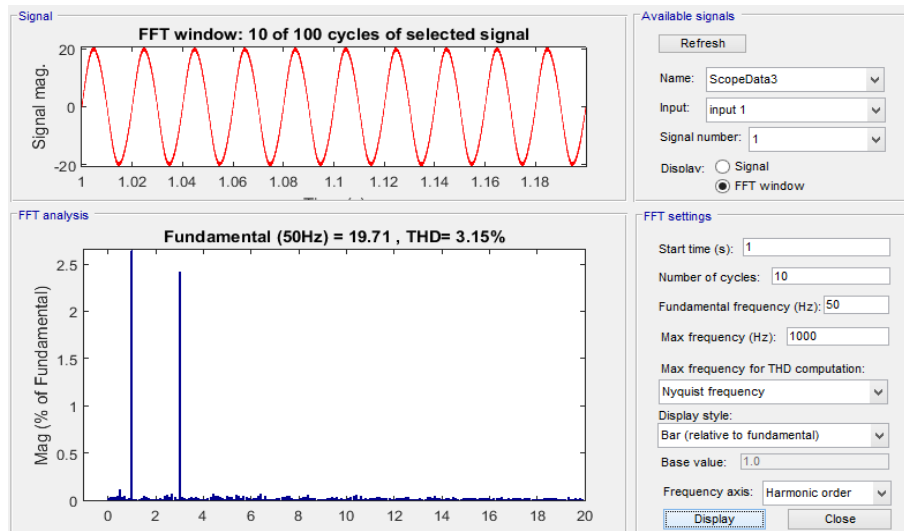 Signal
FFT window: 10 of 100 cycles of selected signal
20
0
-20
Signal mag.
1 1.02 1.04 1.06 1.08 1.1 1.12 1.14 1.16 1.18
FFT analysis
Fundamental (50Hz) = 19.71 , THD= 3.15%
2.5
2
1.5
1
0.5
0
Mag (% of Fundamental)
0 2 4 6 8 10 12 14 16 18 20
Available signals
Refresh
Name: ScopeData3
Input: input 1
Signal number: 1
Display: Signal
FFT window
FFT settings
Start time (s): 1
Number of cycles: 10
Fundamental frequency (Hz): 50
Max frequency (Hz): 1000
Max frequency for THD computation:
Nyquist frequency
Display style:
Bar (relative to fundamental)
Base value: 1.0
Frequency axis: Harmonic order
Display Close